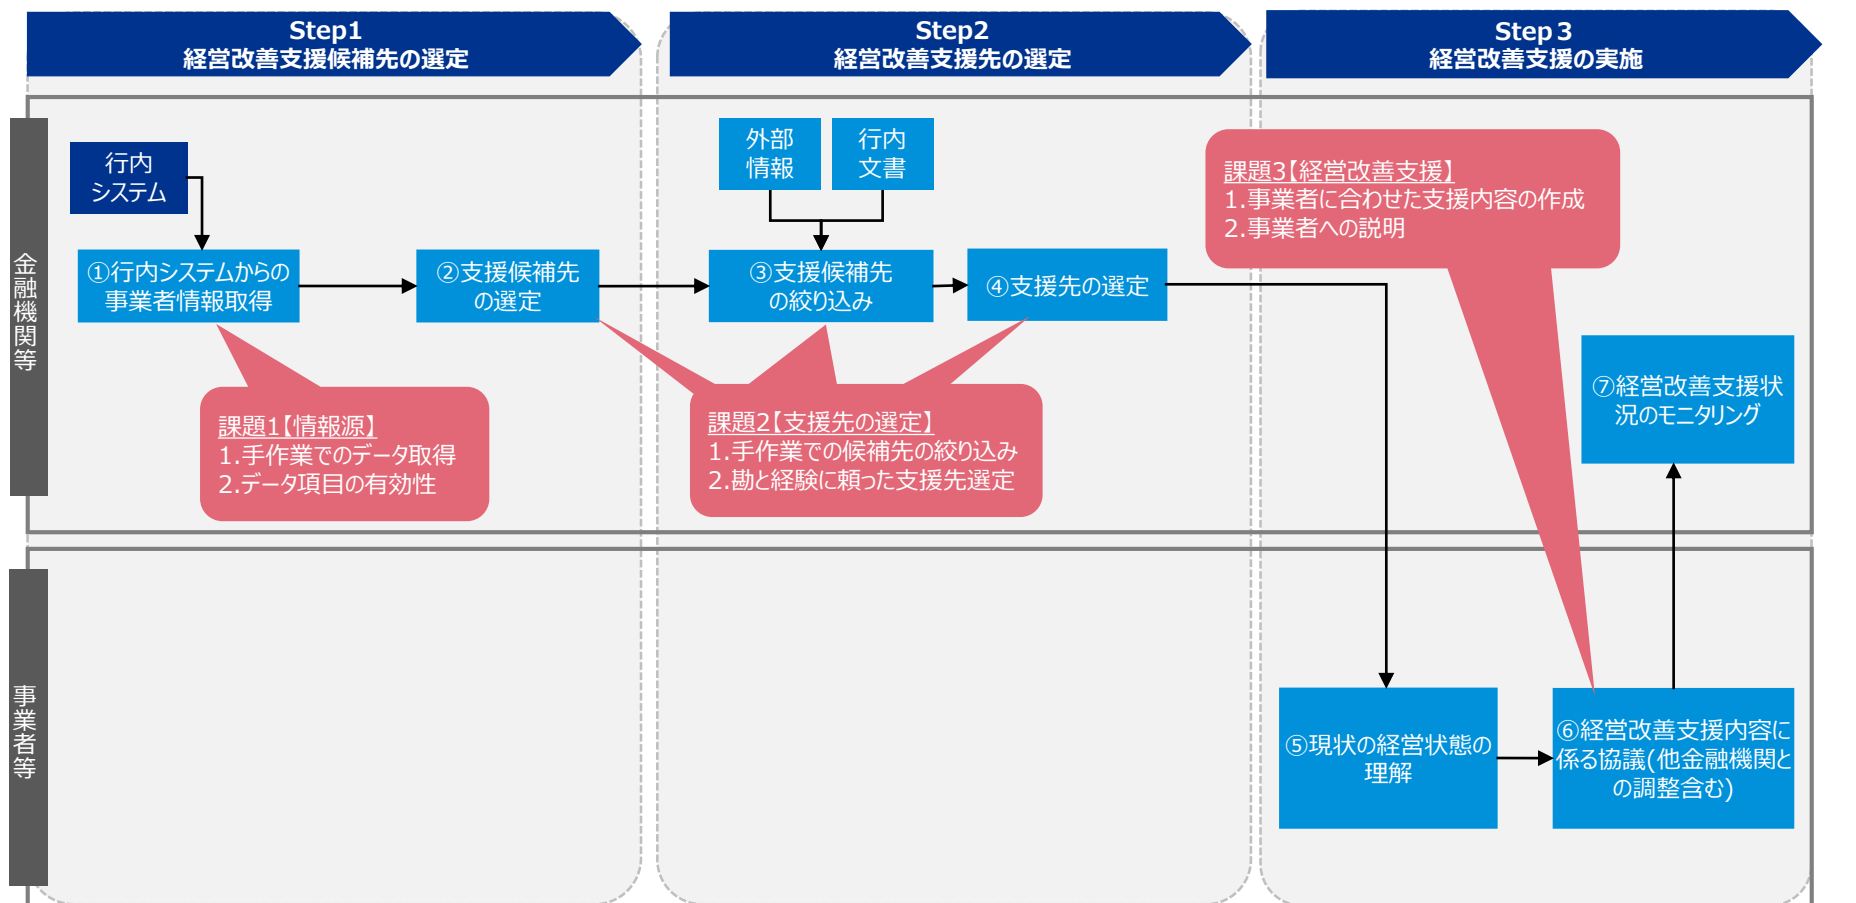 Step1
経営改善支援候補先の選定
Step2
経営改善支援先の選定
Step３
経営改善支援の実施
金融機関等
行内
システム
①行内システムからの
事業者情報取得
②支援候補先
の選定
課題1【情報源】
1.手作業でのデータ取得
2.データ項目の有効性
外部
情報
行内
文書
③支援候補先
の絞り込み
④支援先の選定
課題2【支援先の選定】
1.手作業での候補先の絞り込み
2.勘と経験に頼った支援先選定
課題3【経営改善支援】
1.事業者に合わせた支援内容の作成
2.事業者への説明
⑦経営改善支援状
況のモニタリング
事業者等
⑤現状の経営状態の
理解
⑥経営改善支援内容に
係る協議(他金融機関と
の調整含む)